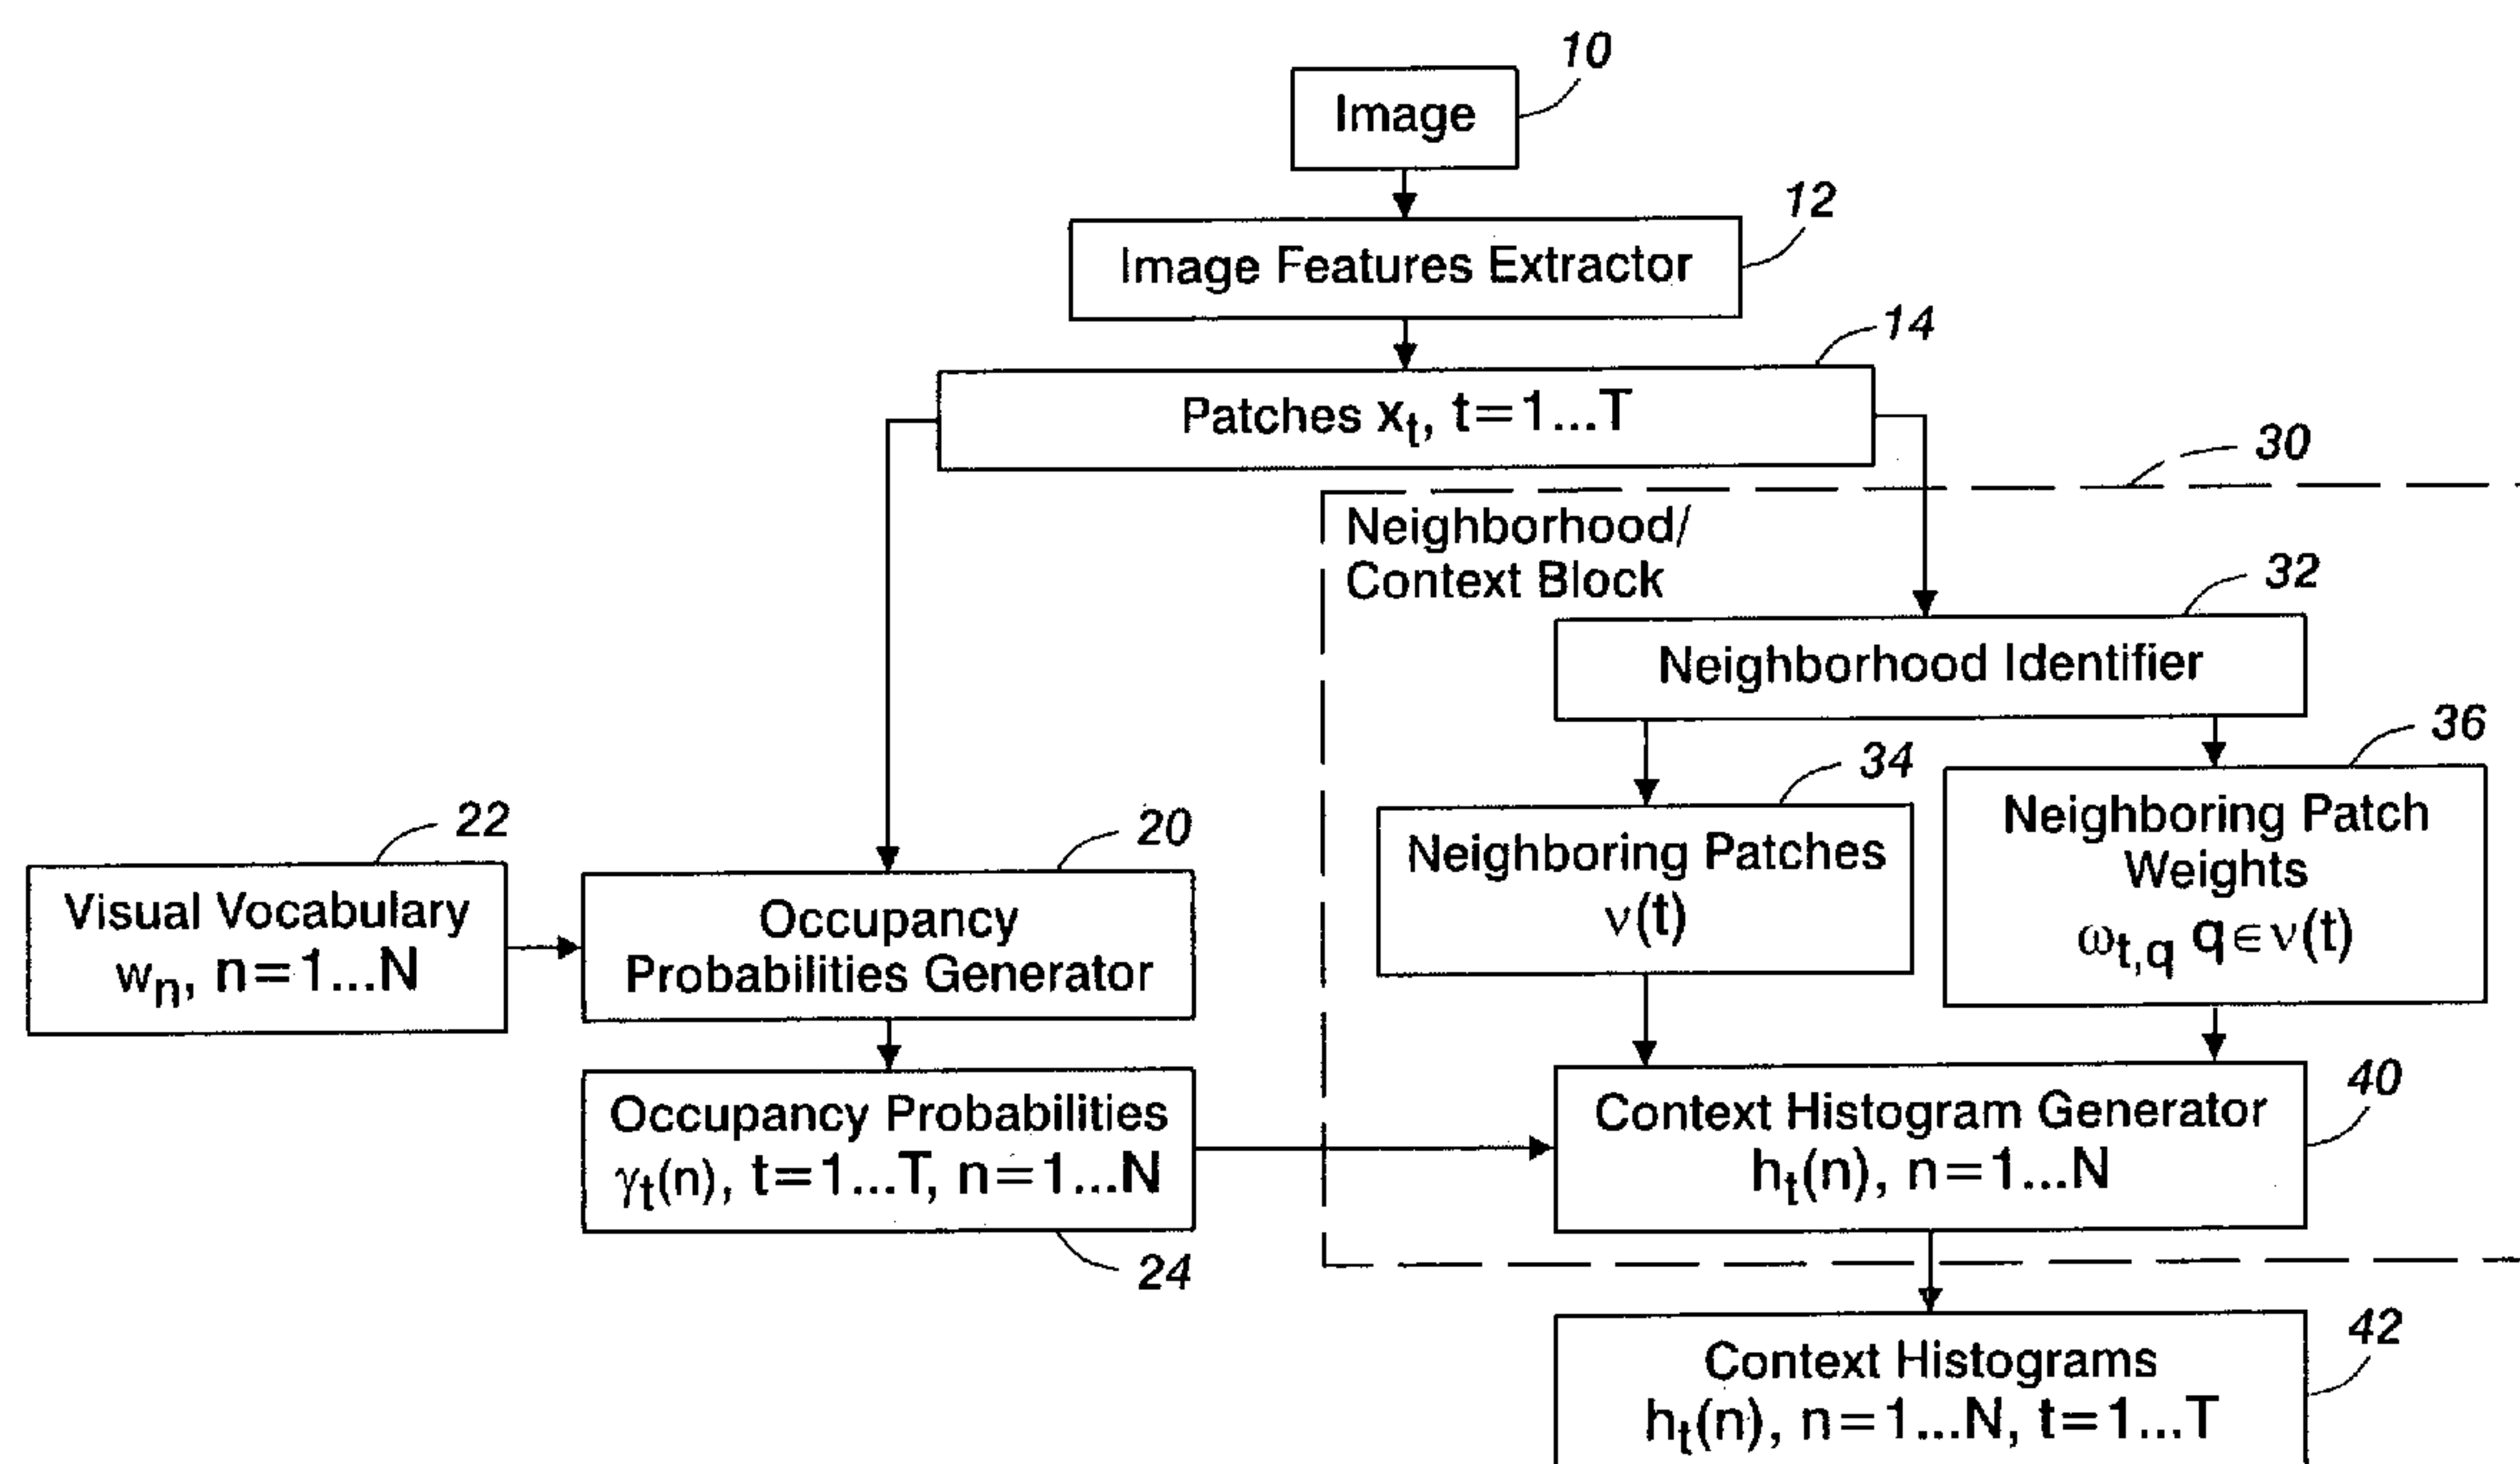 10
Image
12
Image Features Extractor
14
Patches xt, t=1...T
30
Neighborhood/
Context Block
32
Neighborhood Identifier
36
34
Neighboring Patches
ν(t)
Neighboring Patch
Weights
ωt,q q∈ν(t)
22
Visual Vocabulary
wn, n=1...N
20
Occupancy
Probabilities Generator
Occupancy Probabilities
γt(n), t=1...T, n=1...N
24
40
Context Histogram Generator
ht(n), n=1...N
42
Context Histograms
ht(n), n=1...N, t=1...T